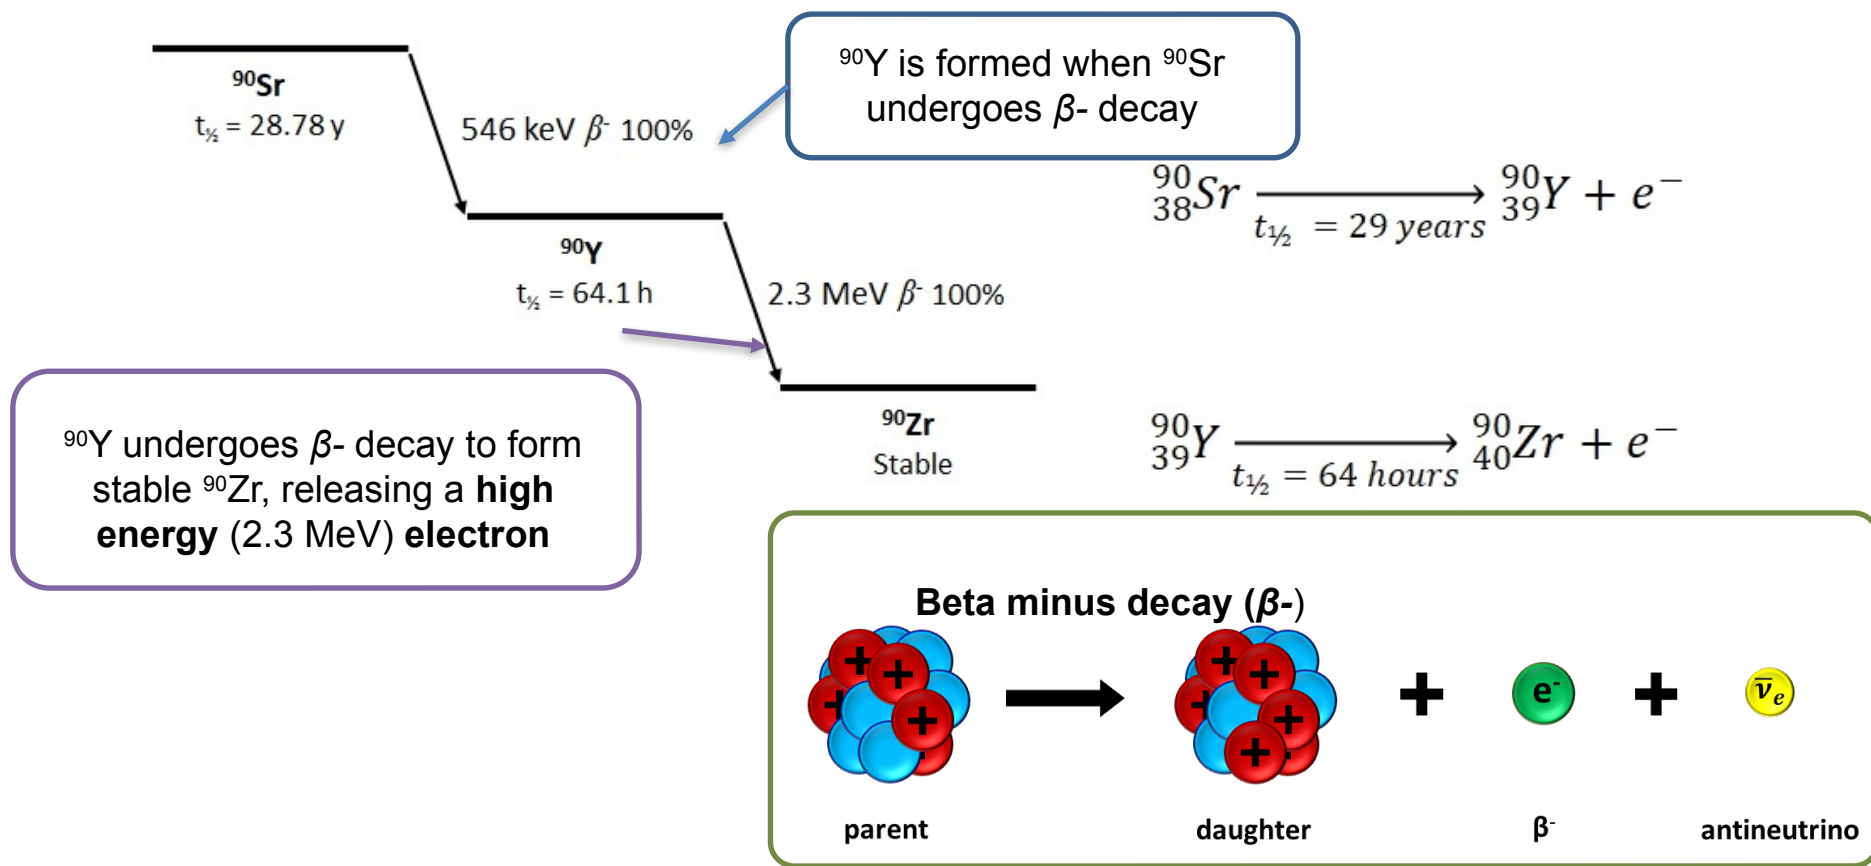 ⁹⁰Sr
t½ = 28.78 y
546 keV β⁻ 100%
⁹⁰Y is formed when ⁹⁰Sr
undergoes β- decay
⁹⁰₃₈Sr ⟶ ⁹⁰₃₉Y + e⁻
t½ = 29 years
⁹⁰Y
t½ = 64.1 h
2.3 MeV β⁻ 100%
⁹⁰Y undergoes β- decay to form
stable ⁹⁰Zr, releasing a high
energy (2.3 MeV) electron
⁹⁰Zr
Stable
⁹⁰₃₉Y ⟶ ⁹⁰₄₀Zr + e⁻
t½ = 64 hours
Beta minus decay (β-)
+ + + + + + + + + e⁻ + ν̄ₑ
parent daughter β⁻ antineutrino